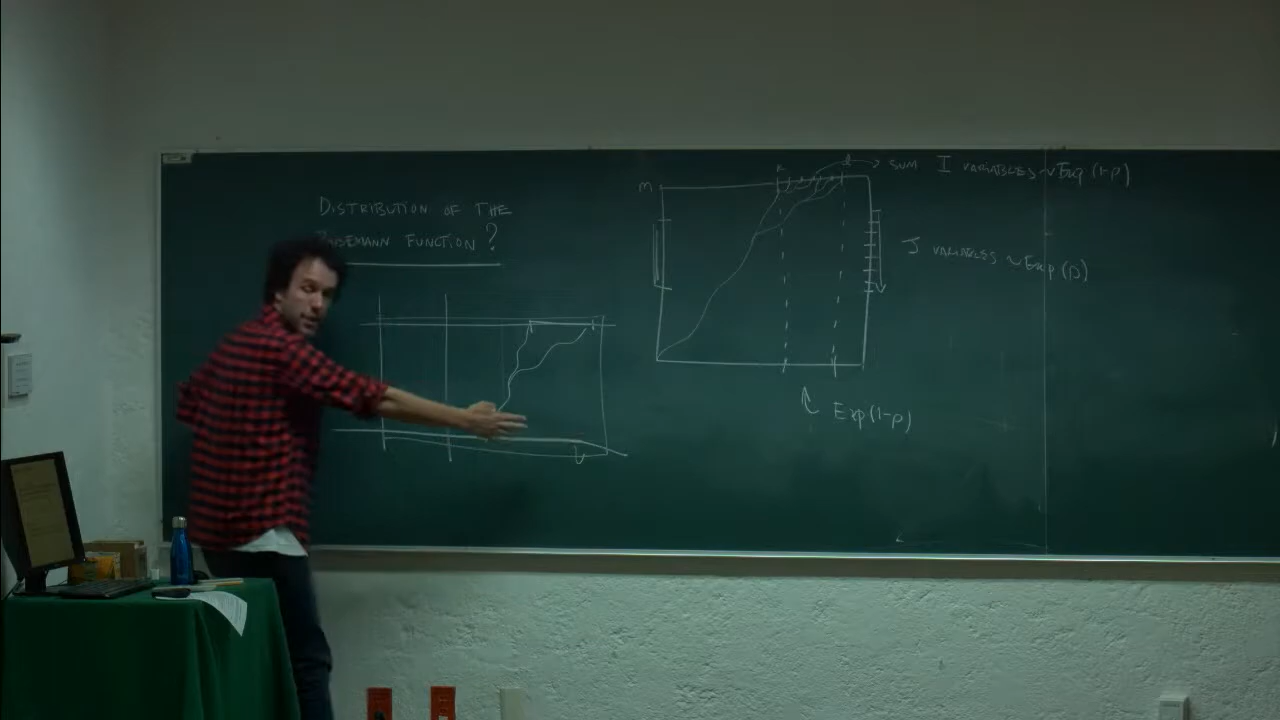 DISTRIBUTION OF THE
BUSEMANN FUNCTION?
m
SUM I VARIABLES ~ Exp (1-p)
J VARIABLES ~ Exp (p)
Exp(1-p)